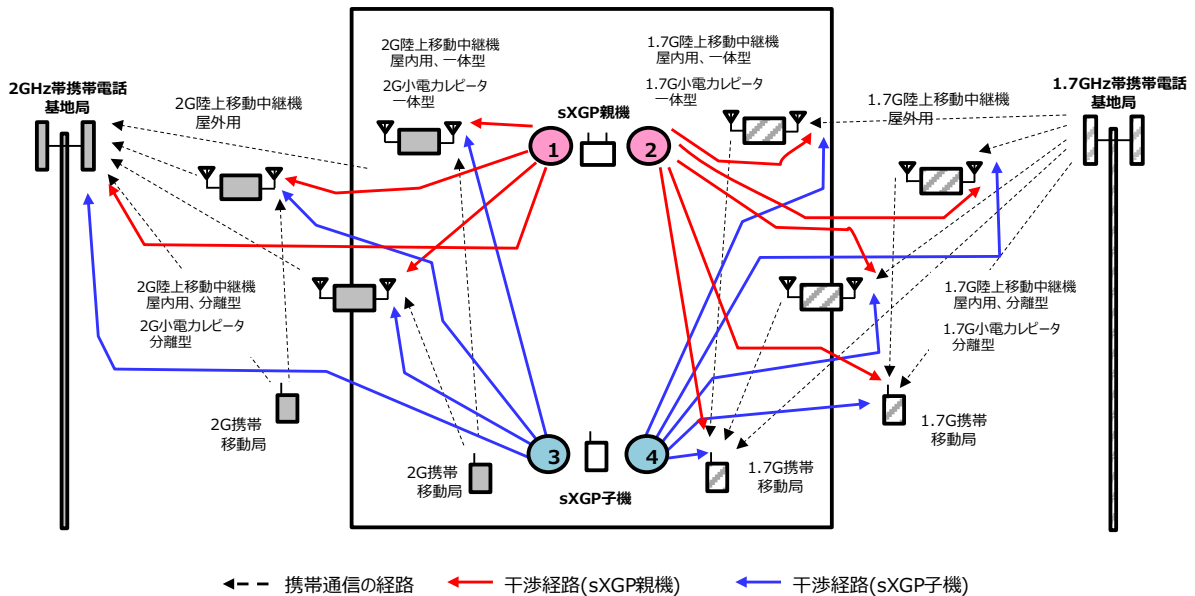 2GHz帯携帯電話
基地局
2G陸上移動中継機
屋外用
2G陸上移動中継機
屋内用、一体型
2G小電力レピータ
一体型
sXGP親機
1
2
1.7G陸上移動中継機
屋内用、一体型
1.7G小電力レピータ
一体型
1.7G陸上移動中継機
屋外用
1.7GHz帯携帯電話
基地局
2G陸上移動中継機
屋内用、分離型
2G小電力レピータ
分離型
1.7G陸上移動中継機
屋内用、分離型
1.7G小電力レピータ
分離型
2G携帯
移動局
2G携帯
移動局
3
4
sXGP子機
1.7G携帯
移動局
1.7G携帯
移動局
携帯通信の経路
干渉経路(sXGP親機)
干渉経路(sXGP子機)